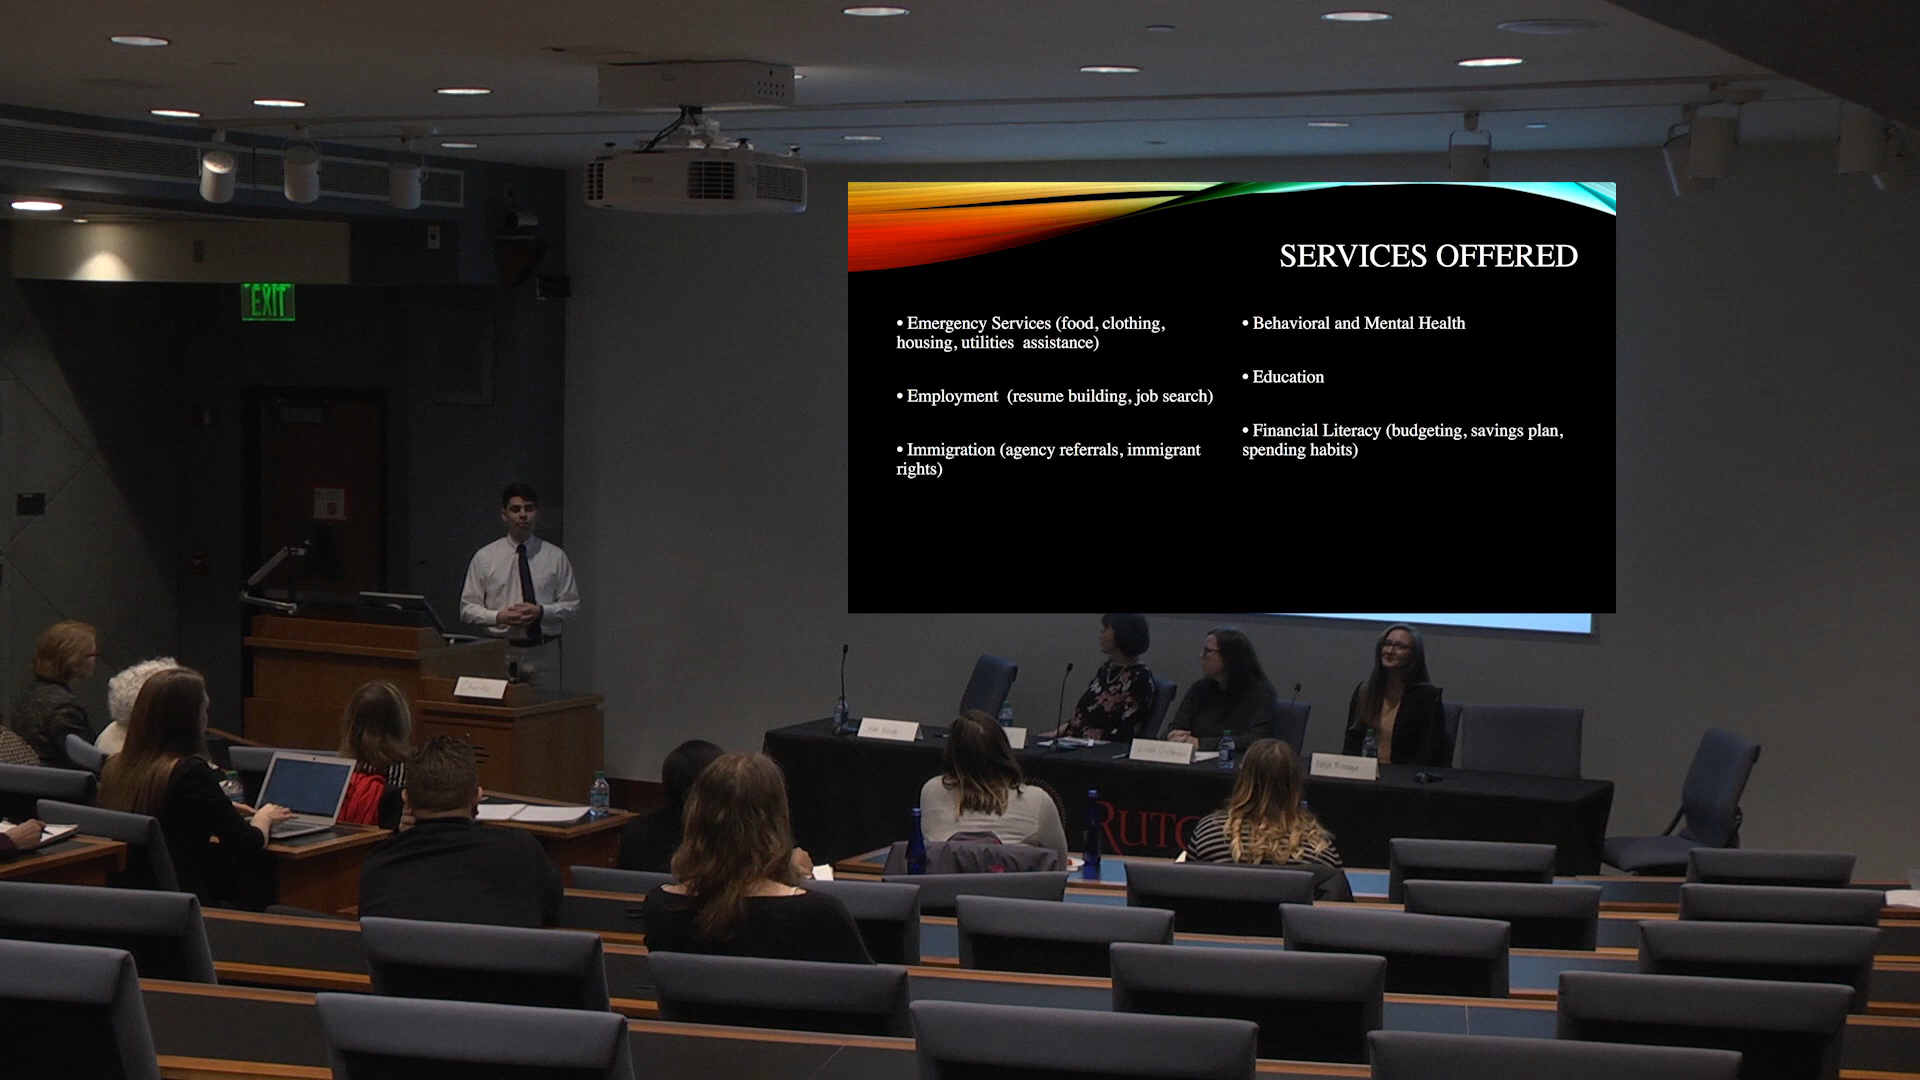 EXIT
SERVICES OFFERED
• Emergency Services (food, clothing,
housing, utilities  assistance)
• Employment  (resume building, job search)
• Immigration (agency referrals, immigrant
rights)
• Behavioral and Mental Health
• Education
• Financial Literacy (budgeting, savings plan,
spending habits)